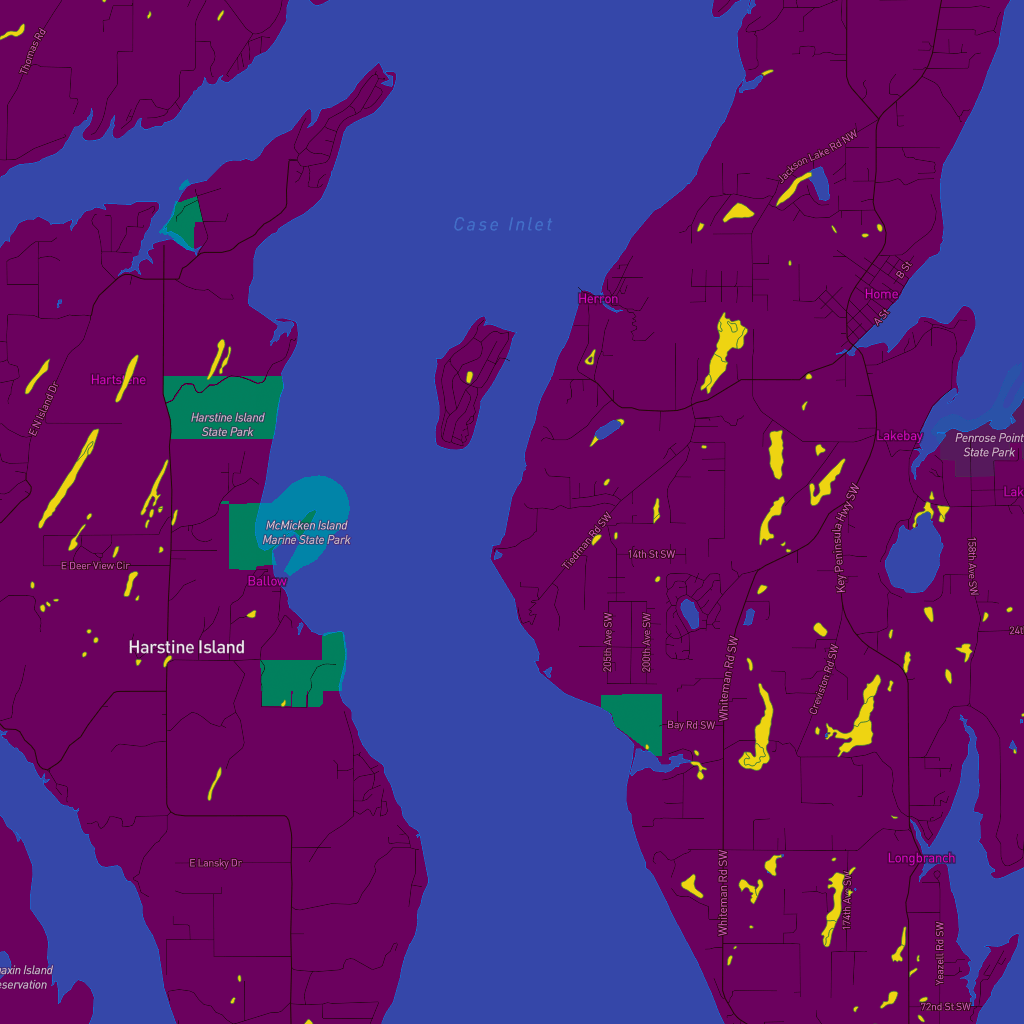 Thomas Rd
Jackson Lake Rd NW
Case Inlet
B St
Home
Herron
A St
Hartstene
E N Island Dr
Harstine Island
State Park
Lakebay
Penrose Point
State Park
McMicken Island
Marine State Park
Tiedman Rd SW
14th St SW
Key Peninsula Hwy SW
158th Ave SW
E Deer View Cir
Ballow
Harstine Island
205th Ave SW
200th Ave SW
Whiteman Rd SW
Creviston Rd SW
Bay Rd SW
E Lansky Dr
Longbranch
Whiteman Rd SW
174th Ave SW
Yeazell Rd SW
72nd St SW